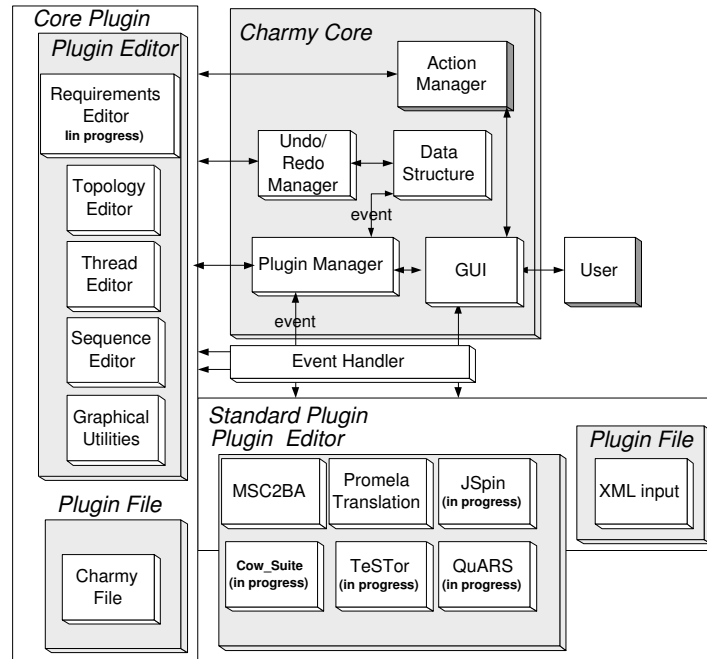 Core Plugin
Plugin Editor
Requirements
Editor
Iin progress)
Topology
Editor
Thread
Editor
Sequence
Editor
Graphical
Utilities
Plugin File
Charmy
File
Charmy Core
Action
Manager
Undo/
Redo
Manager
Data
Structure
event
Plugin Manager
GUI
User
event
Event Handler
Standard Plugin
Plugin Editor
MSC2BA
Promela
Translation
JSpin
(in progress)
Cow_Suite
(in progress)
TeSTor
(in progress)
QuARS
(in progress)
Plugin File
XML input